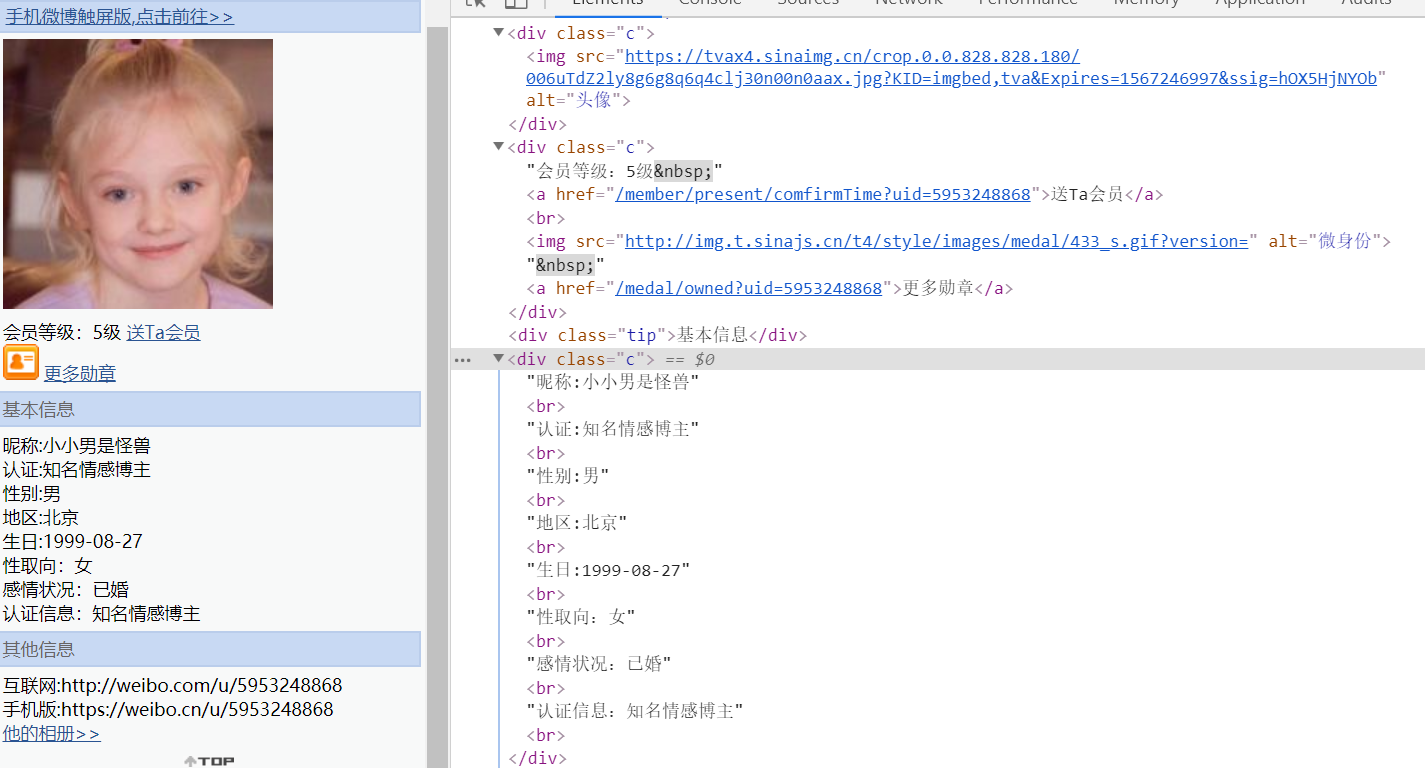 手机微博触屏版,点击前往>>
会员等级：5级 送Ta会员
更多勋章
基本信息
昵称:小小男是怪兽
认证:知名情感博主
性别:男
地区:北京
生日:1999-08-27
性取向：女
感情状况：已婚
认证信息：知名情感博主
其他信息
互联网:http://weibo.com/u/5953248868
手机版:https://weibo.cn/u/5953248868
他的相册>>
TOP
Elements Console Sources Network Performance Memory Application Audits
<div class="c">
<img src="https://tvax4.sinaimg.cn/crop.0.0.828.828.180/
006uTdZ2ly8g6g8q6q4clj30n00n0aax.jpg?KID=imgbed,tva&Expires=1567246997&ssig=hOX5HjNYOb"
alt="头像">
</div>
<div class="c">
"会员等级：5级&nbsp;"
<a href="/member/present/comfirmTime?uid=5953248868">送Ta会员</a>
<br>
<img src="http://img.t.sinajs.cn/t4/style/images/medal/433_s.gif?version=" alt="微身份">
"&nbsp;"
<a href="/medal/owned?uid=5953248868">更多勋章</a>
</div>
<div class="tip">基本信息</div>
... <div class="c"> == $0
"昵称:小小男是怪兽"
<br>
"认证:知名情感博主"
<br>
"性别:男"
<br>
"地区:北京"
<br>
"生日:1999-08-27"
<br>
"性取向：女"
<br>
"感情状况：已婚"
<br>
"认证信息：知名情感博主"
<br>
</div>